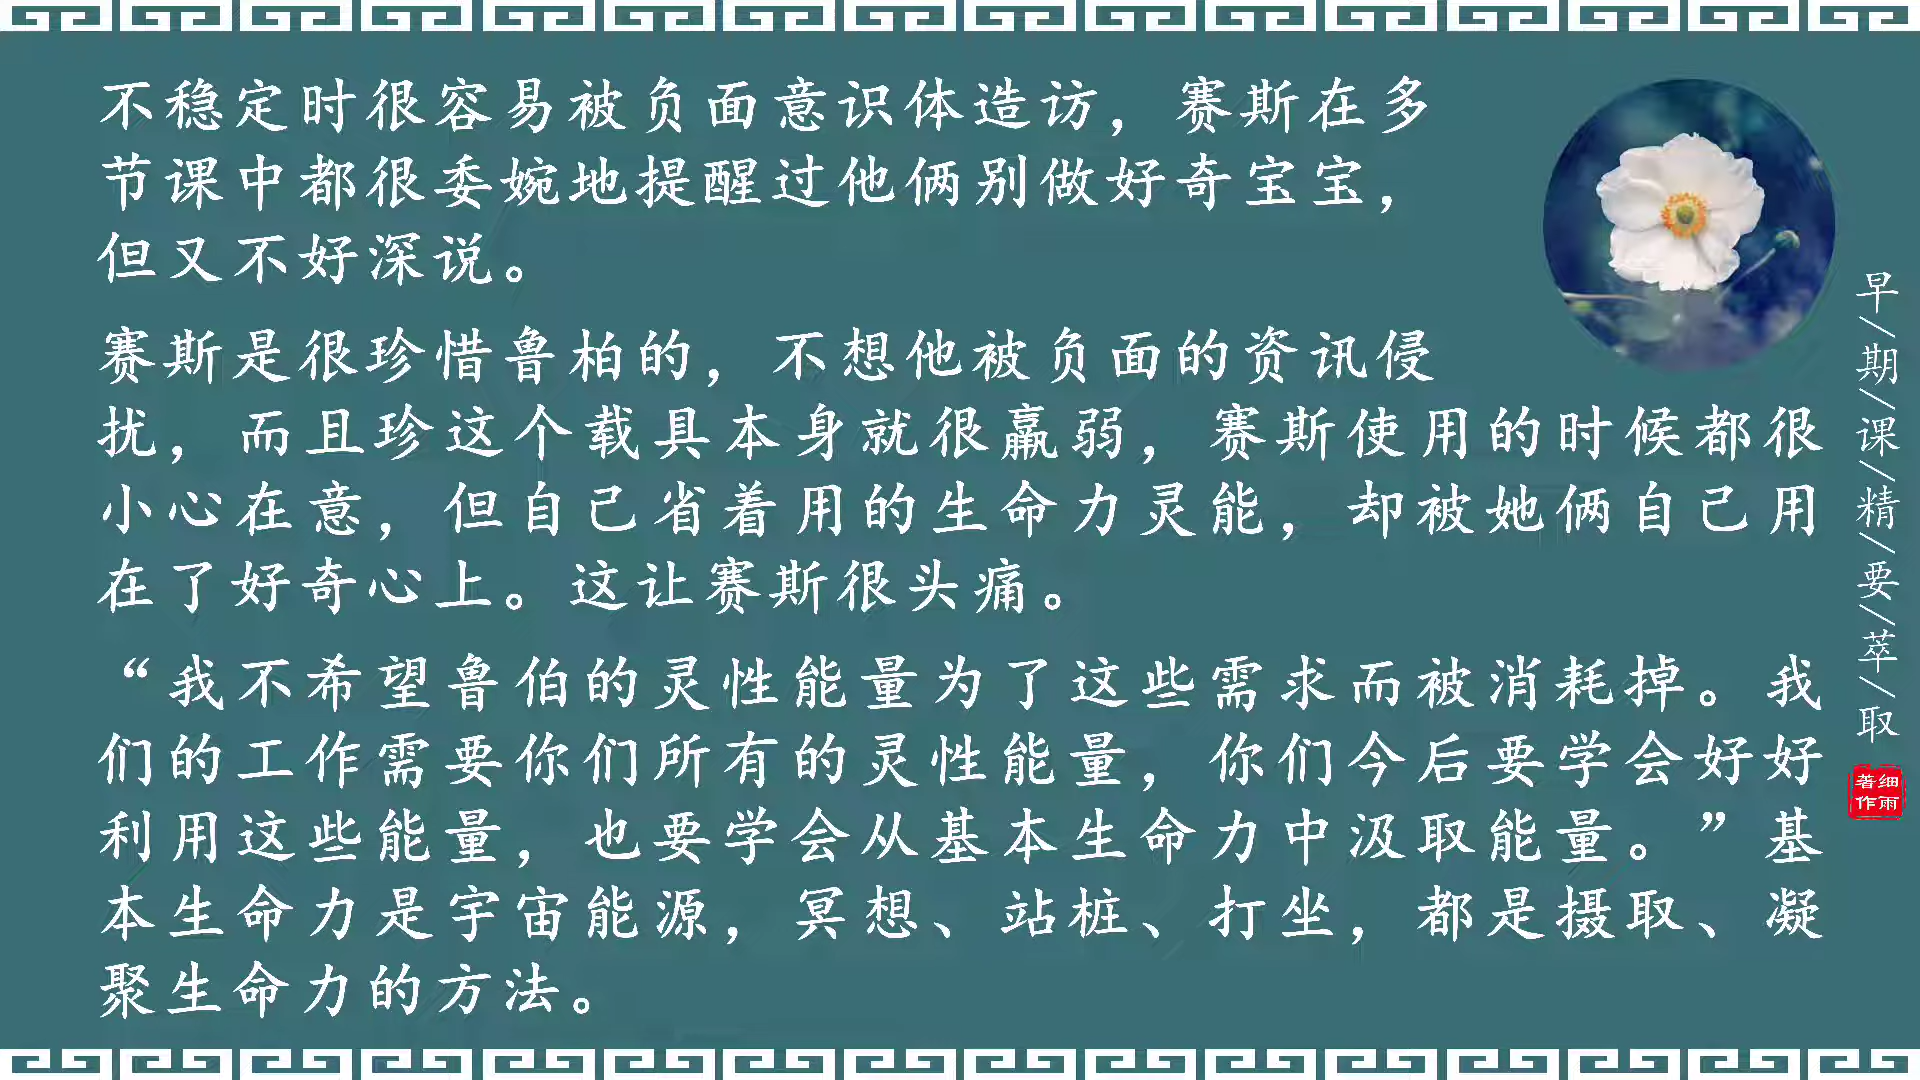 不稳定时很容易被负面意识体造访，赛斯在多
节课中都很委婉地提醒过他俩别做好奇宝宝，
但又不好深说。
赛斯是很珍惜鲁柏的，不想他被负面的资讯侵
扰，而且珍这个载具本身就很羸弱，赛斯使用的时候都很
小心在意，但自己省着用的生命力灵能，却被她俩自己用
在了好奇心上。这让赛斯很头痛。
“我不希望鲁伯的灵性能量为了这些需求而被消耗掉。我
们的工作需要你们所有的灵性能量，你们今后要学会好好
利用这些能量，也要学会从基本生命力中汲取能量。”基
本生命力是宇宙能源，冥想、站桩、打坐，都是摄取、凝
聚生命力的方法。
早/期/课/精/要/萃/取
细雨
著作